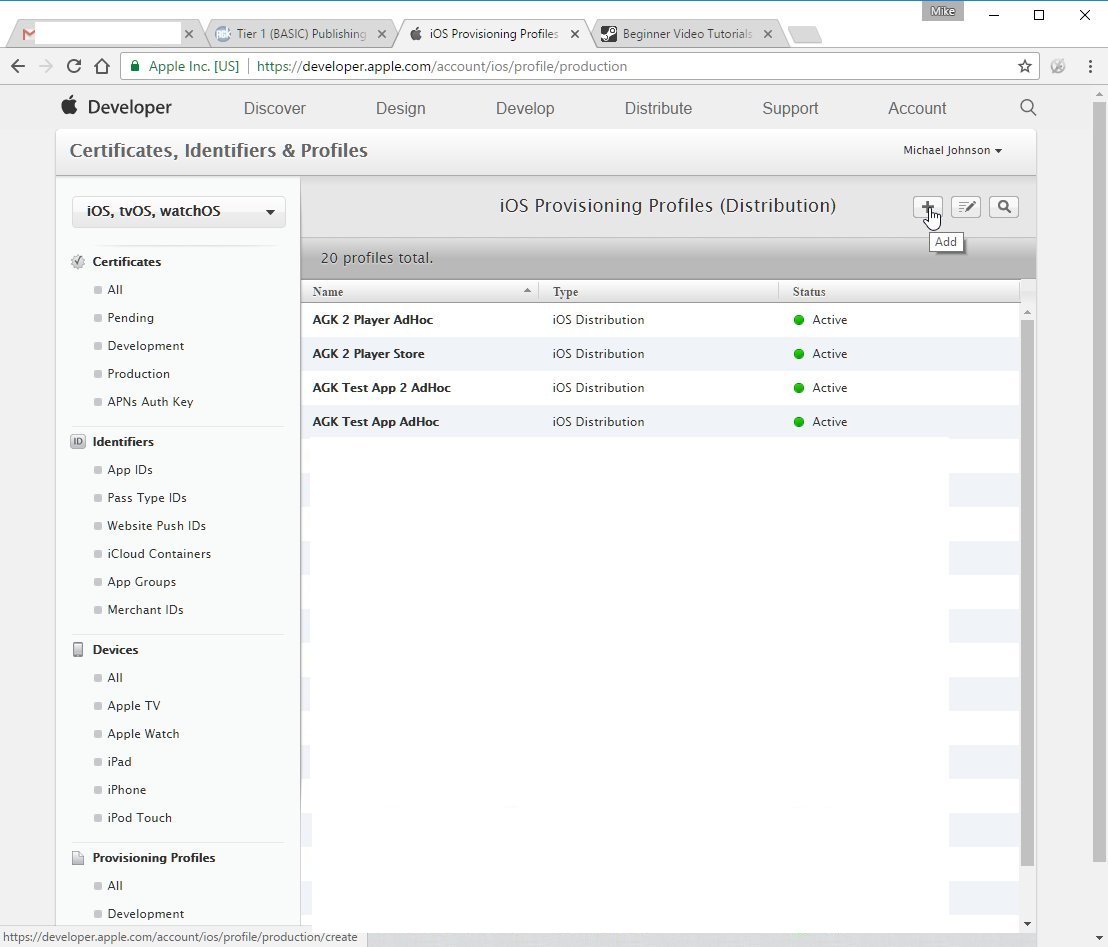 Mike
Tier 1 (BASIC) Publishing
iOS Provisioning Profiles
Beginner Video Tutorials
Apple Inc. [US]
https://developer.apple.com/account/ios/profile/production
Developer
Discover
Design
Develop
Distribute
Support
Account
Certificates, Identifiers & Profiles
Michael Johnson
iOS, tvOS, watchOS
iOS Provisioning Profiles (Distribution)
Add
20 profiles total.
Name Type Status
AGK 2 Player AdHoc iOS Distribution Active
AGK 2 Player Store iOS Distribution Active
AGK Test App 2 AdHoc iOS Distribution Active
AGK Test App AdHoc iOS Distribution Active
Certificates
All
Pending
Development
Production
APNs Auth Key
ID Identifiers
App IDs
Pass Type IDs
Website Push IDs
iCloud Containers
App Groups
Merchant IDs
Devices
All
Apple TV
Apple Watch
iPad
iPhone
iPod Touch
Provisioning Profiles
All
Development
https://developer.apple.com/account/ios/profile/production/create